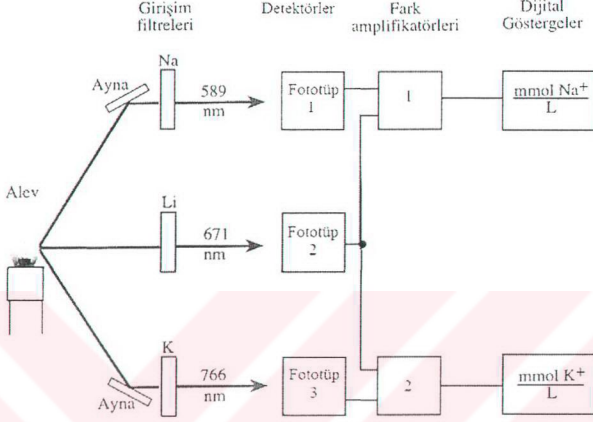 Girişim
filtreleri
Detektörler
Fark
amplifikatörleri
Dijital
Göstergeler
Na
Ayna
589
nm
Fototüp
1
1
mmol Na+
L
Alev
Li
671
nm
Fototüp
2
K
Ayna
766
nm
Fototüp
3
2
mmol K+
L